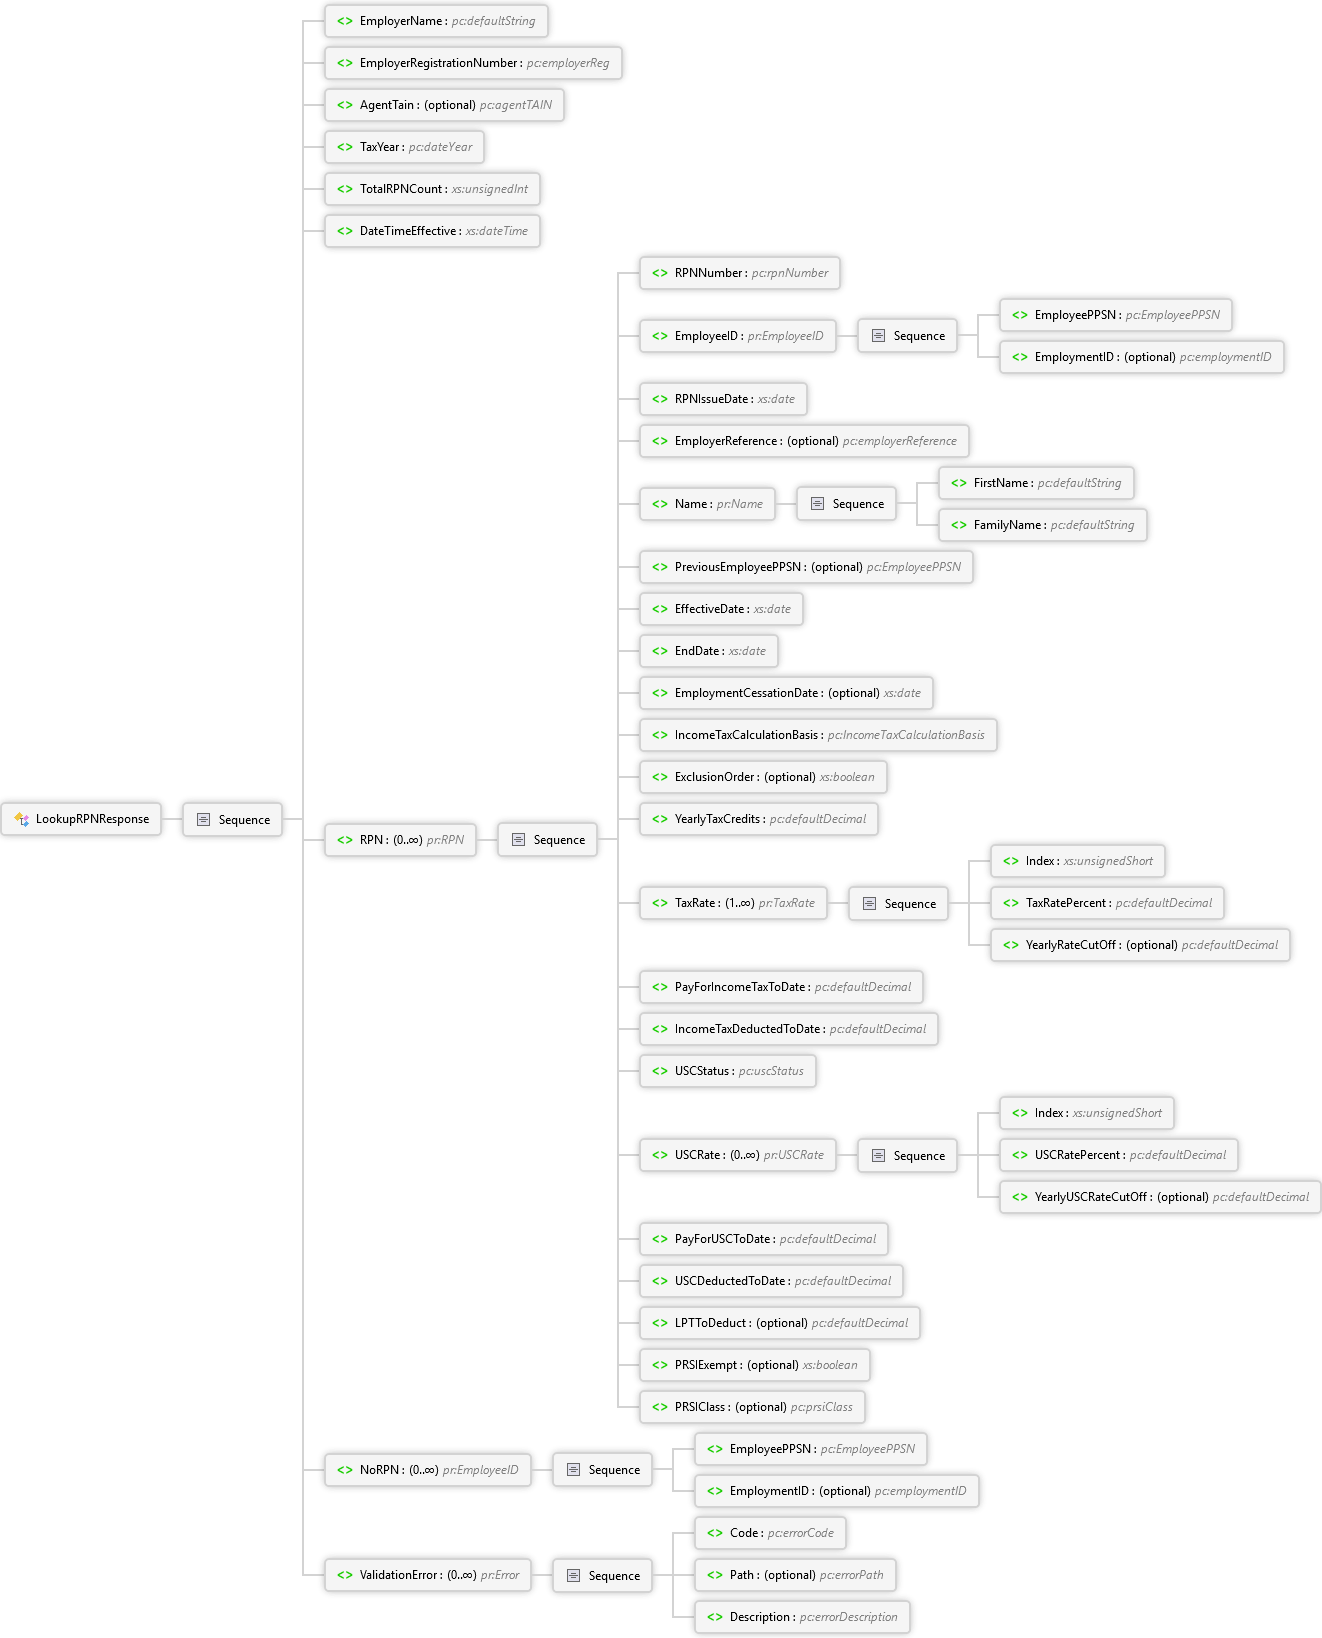 EmployerName : pc:defaultString
EmployerRegistrationNumber : pc:employerReg
AgentTain : (optional) pc:agentTAIN
TaxYear : pc:dateYear
TotalRPNCount : xs:unsignedInt
DateTimeEffective : xs:dateTime
RPNNumber : pc:rpnNumber
EmployeeID : pr:EmployeeID
Sequence
EmployeePPSN : pc:EmployeePPSN
EmploymentID : (optional) pc:employmentID
RPNIssueDate : xs:date
EmployerReference : (optional) pc:employerReference
Name : pr:Name
Sequence
FirstName : pc:defaultString
FamilyName : pc:defaultString
PreviousEmployeePPSN : (optional) pc:EmployeePPSN
EffectiveDate : xs:date
EndDate : xs:date
EmploymentCessationDate : (optional) xs:date
IncomeTaxCalculationBasis : pc:IncomeTaxCalculationBasis
ExclusionOrder : (optional) xs:boolean
YearlyTaxCredits : pc:defaultDecimal
LookupRPNResponse
Sequence
RPN : (0..∞) pr:RPN
Sequence
TaxRate : (1..∞) pr:TaxRate
Sequence
Index : xs:unsignedShort
TaxRatePercent : pc:defaultDecimal
YearlyRateCutOff : (optional) pc:defaultDecimal
PayForIncomeTaxToDate : pc:defaultDecimal
IncomeTaxDeductedToDate : pc:defaultDecimal
USCStatus : pc:uscStatus
USCRate : (0..∞) pr:USCRate
Sequence
Index : xs:unsignedShort
USCRatePercent : pc:defaultDecimal
YearlyUSCRateCutOff : (optional) pc:defaultDecimal
PayForUSCToDate : pc:defaultDecimal
USCDeductedToDate : pc:defaultDecimal
LPTToDeduct : (optional) pc:defaultDecimal
PRSIExempt : (optional) xs:boolean
PRSIClass : (optional) pc:prsiClass
NoRPN : (0..∞) pr:EmployeeID
Sequence
EmployeePPSN : pc:EmployeePPSN
EmploymentID : (optional) pc:employmentID
ValidationError : (0..∞) pr:Error
Sequence
Code : pc:errorCode
Path : (optional) pc:errorPath
Description : pc:errorDescription